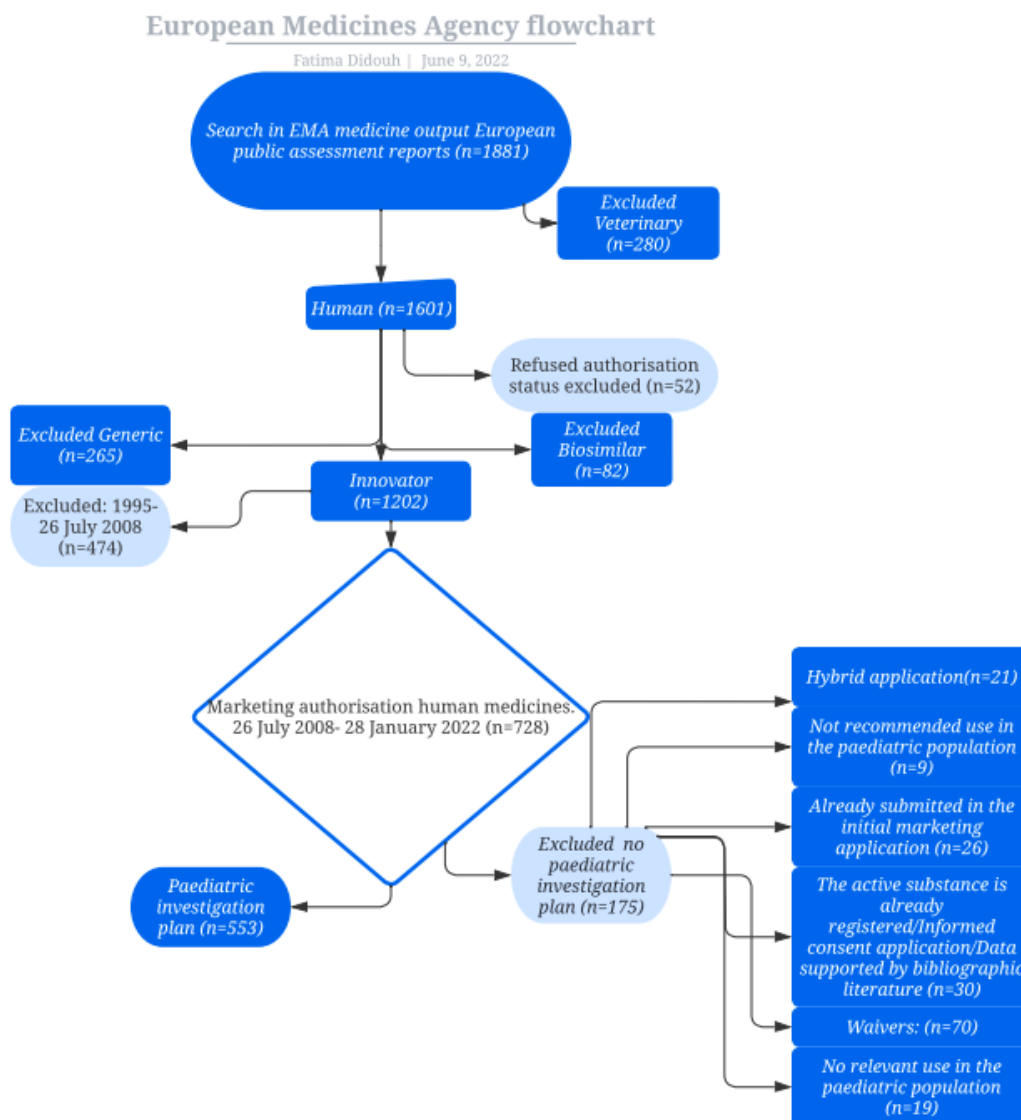 European Medicines Agency flowchart
Fatima Didouh | June 9, 2022
Search in EMA medicine output European
public assessment reports (n=1881)
Excluded
Veterinary
(n=280)
Human (n=1601)
Refused authorisation
status excluded (n=52)
Excluded Generic
(n=265)
Excluded
Biosimilar
(n=82)
Innovator
(n=1202)
Excluded: 1995-
26 July 2008
(n=474)
Marketing authorisation human medicines.
26 July 2008- 28 January 2022 (n=728)
Paediatric
investigation
plan (n=553)
Excluded no
paediatric
investigation
plan (n=175)
Hybrid application(n=21)
Not recommended use in
the paediatric population
(n=9)
Already submitted in the
initial marketing
application (n=26)
The active substance is
already
registered/Informed
consent application/Data
supported by bibliographic
literature (n=30)
Waivers: (n=70)
No relevant use in the
paediatric population
(n=19)